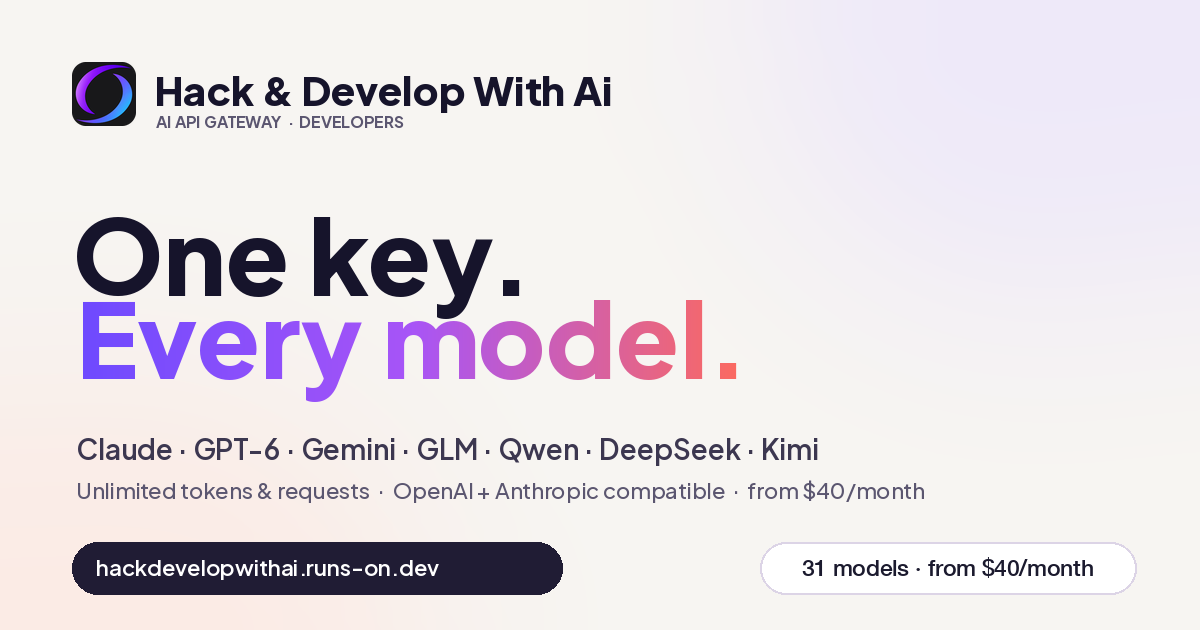 Hack & Develop With Ai
AI API GATEWAY · DEVELOPERS
One key.
Every model.
Claude · GPT-6 · Gemini · GLM · Qwen · DeepSeek · Kimi
Unlimited tokens & requests · OpenAI + Anthropic compatible · from $40/month
hackdevelopwithai.runs-on.dev
31 models · from $40/month